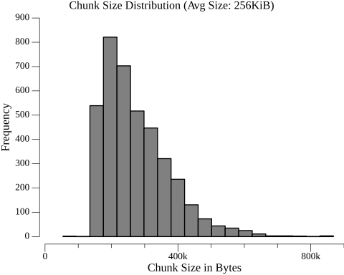 Chunk Size Distribution (Avg Size: 256KiB)
900
800
700
600
500
400
300
200
100
0
Frequency
0 400k 800k
Chunk Size in Bytes